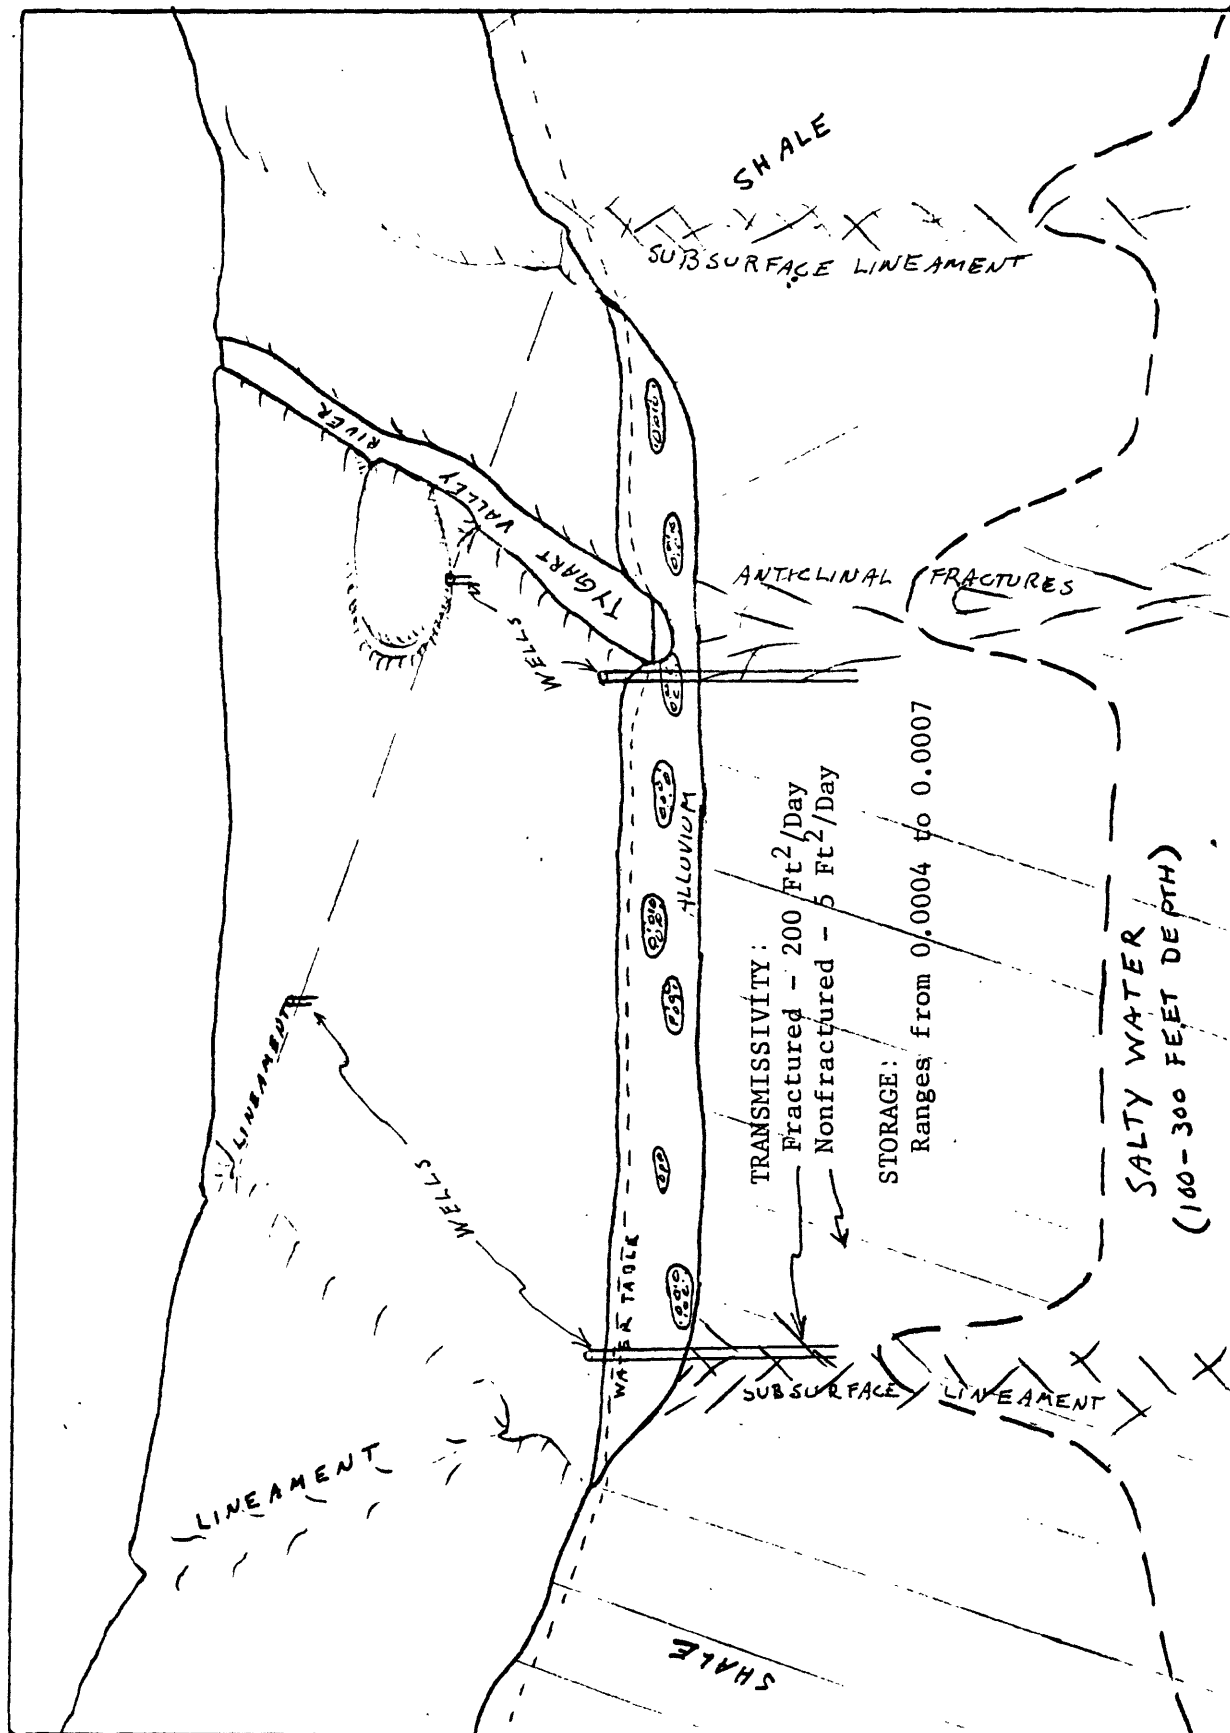 LINEAMENT
LINEAMENT
WELLS
WELLS
TYGART VALLEY RIVER
WATER TABLE
ALLUVIUM
SHALE
SHALE
SUBSURFACE LINEAMENT
ANTICLINAL FRACTURES
SUBSURFACE LINEAMENT
TRANSMISSIVITY:
Fractured - 200 Ft²/Day
Nonfractured - 5 Ft²/Day
STORAGE:
Ranges from 0.0004 to 0.0007
SALTY WATER
(100-300 FEET DEPTH)